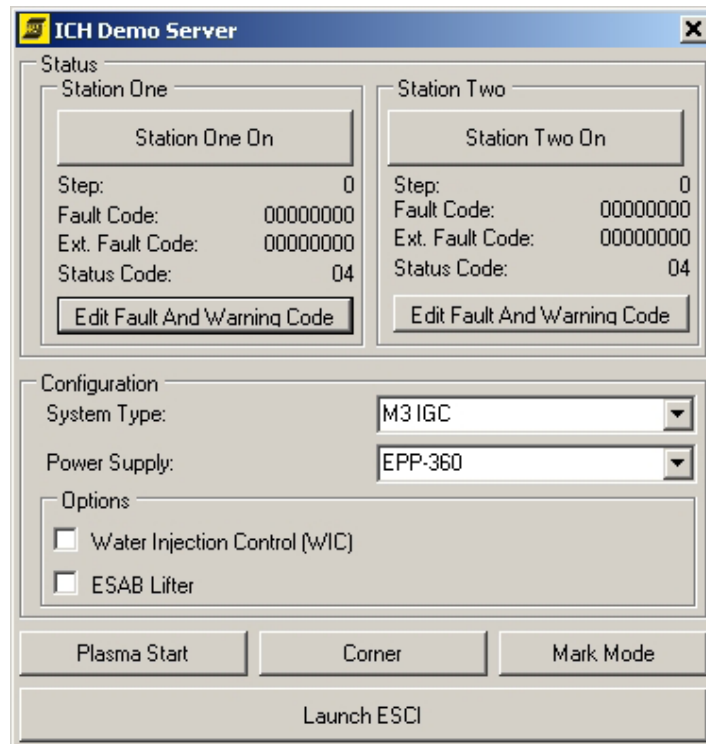 ICH Demo Server
Status
Station One
Station One On
Step: 0
Fault Code: 00000000
Ext. Fault Code: 00000000
Status Code: 04
Edit Fault And Warning Code
Station Two
Station Two On
Step: 0
Fault Code: 00000000
Ext. Fault Code: 00000000
Status Code: 04
Edit Fault And Warning Code
Configuration
System Type: M3 IGC
Power Supply: EPP-360
Options
Water Injection Control (WIC)
ESAB Lifter
Plasma Start Corner Mark Mode
Launch ESCI